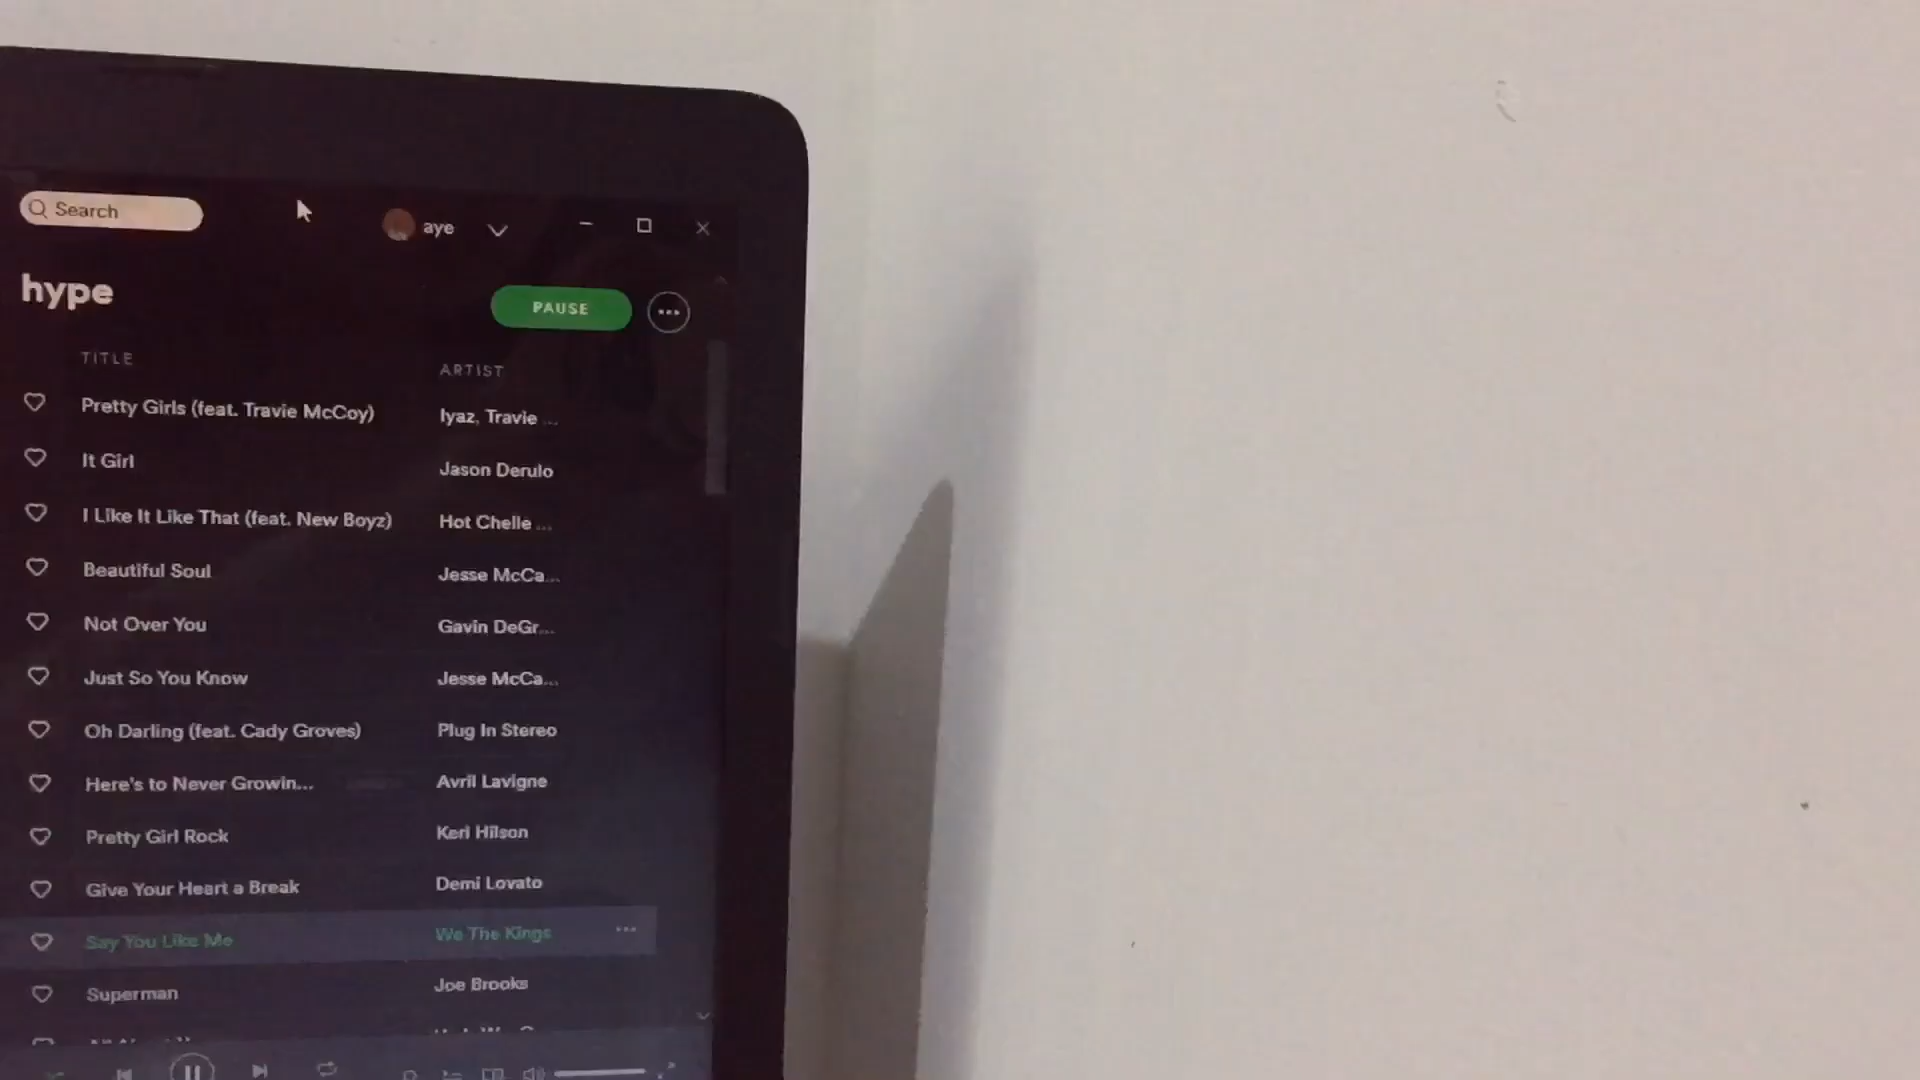 Search
aye
hype
PAUSE
TITLE ARTIST
Pretty Girls (feat. Travie McCoy) Iyaz, Travie ...
It Girl Jason Derulo
I Like It Like That (feat. New Boyz) Hot Chelle ...
Beautiful Soul Jesse McCa...
Not Over You Gavin DeGr...
Just So You Know Jesse McCa...
Oh Darling (feat. Cady Groves) Plug In Stereo
Here's to Never Growin... Avril Lavigne
Pretty Girl Rock Keri Hilson
Give Your Heart a Break Demi Lovato
Say You Like Me We The Kings
Superman Joe Brooks